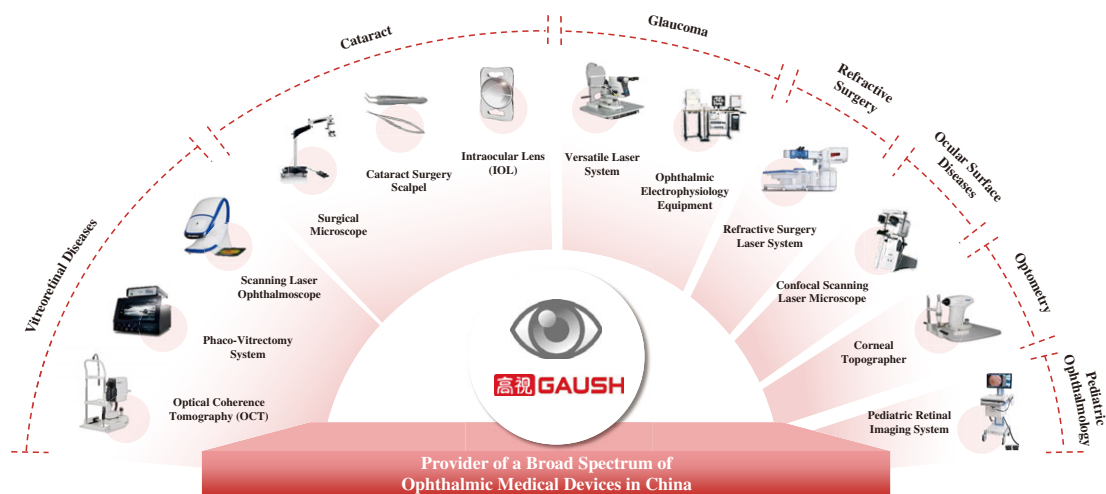 Vitreoretinal Diseases
Cataract
Glaucoma
Refractive
Surgery
Ocular Surface
Diseases
Optometry
Pediatric
Ophthalmology
Optical Coherence
Tomography (OCT)
Phaco-Vitrectomy
System
Scanning Laser
Ophthalmoscope
Surgical
Microscope
Cataract Surgery
Scalpel
Intraocular Lens
(IOL)
Versatile Laser
System
Ophthalmic
Electrophysiology
Equipment
Refractive Surgery
Laser System
Confocal Scanning
Laser Microscope
Corneal
Topographer
Pediatric Retinal
Imaging System
高视 GAUSH
Provider of a Broad Spectrum of
Ophthalmic Medical Devices in China